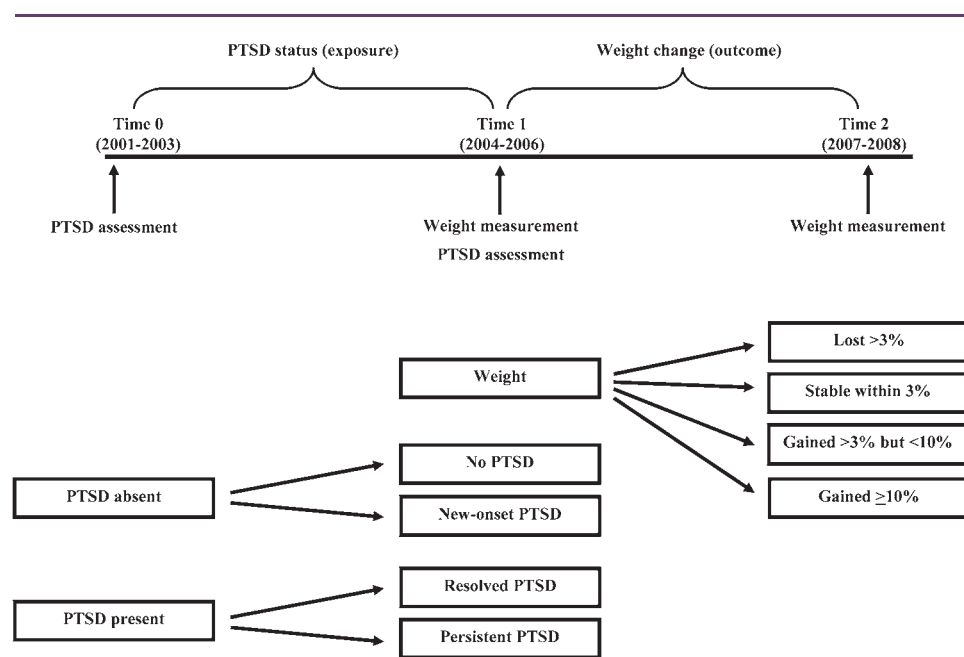 PTSD status (exposure)
Weight change (outcome)
Time 0
(2001-2003)
Time 1
(2004-2006)
Time 2
(2007-2008)
PTSD assessment
Weight measurement
PTSD assessment
Weight measurement
Weight
Lost >3%
Stable within 3%
Gained >3% but <10%
Gained ≥10%
PTSD absent
No PTSD
New-onset PTSD
PTSD present
Resolved PTSD
Persistent PTSD